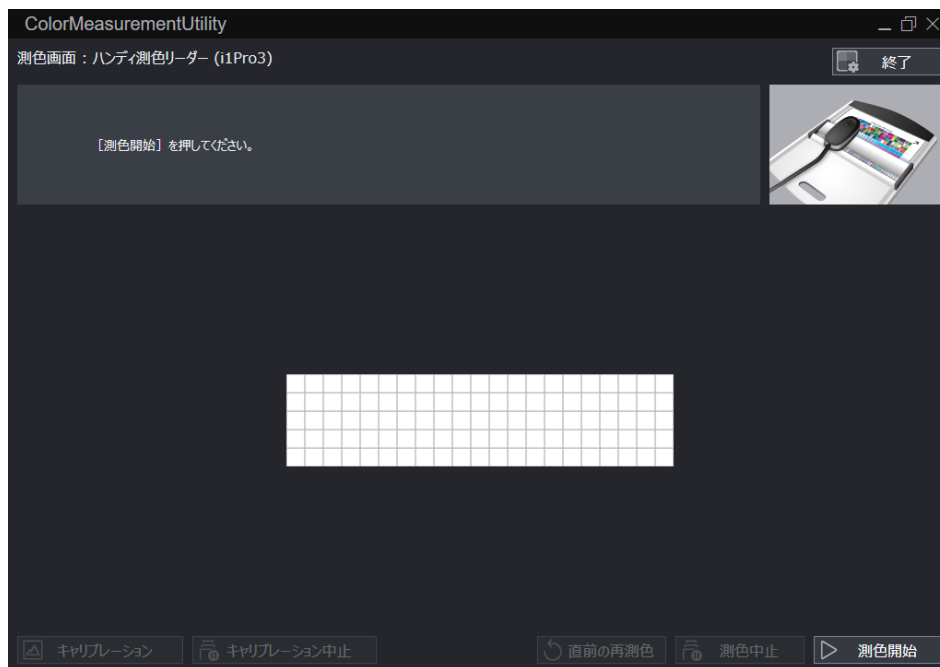 ColorMeasurementUtility
測色画面：ハンディ測色リーダー (i1Pro3)
終了
［測色開始］を押してください。
キャリブレーション
キャリブレーション中止
直前の再測色
測色中止
測色開始